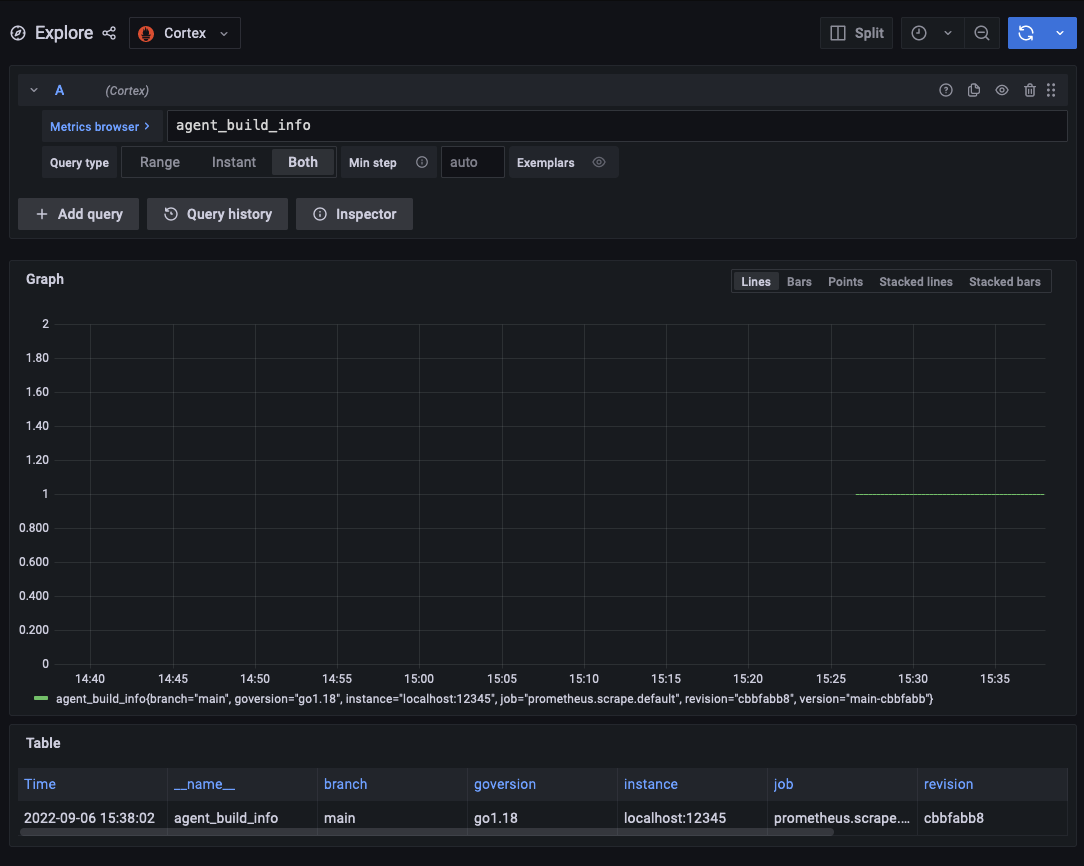 Explore Cortex Split
A (Cortex)
Metrics browser > agent_build_info
Query type Range Instant Both Min step auto Exemplars
+ Add query Query history Inspector
Graph Lines Bars Points Stacked lines Stacked bars
2
1.80
1.60
1.40
1.20
1
0.800
0.600
0.400
0.200
0
14:40 14:45 14:50 14:55 15:00 15:05 15:10 15:15 15:20 15:25 15:30 15:35
agent_build_info{branch="main", goversion="go1.18", instance="localhost:12345", job="prometheus.scrape.default", revision="cbbfabb8", version="main-cbbfabb"}
Table
Time __name__ branch goversion instance job revision
2022-09-06 15:38:02 agent_build_info main go1.18 localhost:12345 prometheus.scrape.... cbbfabb8